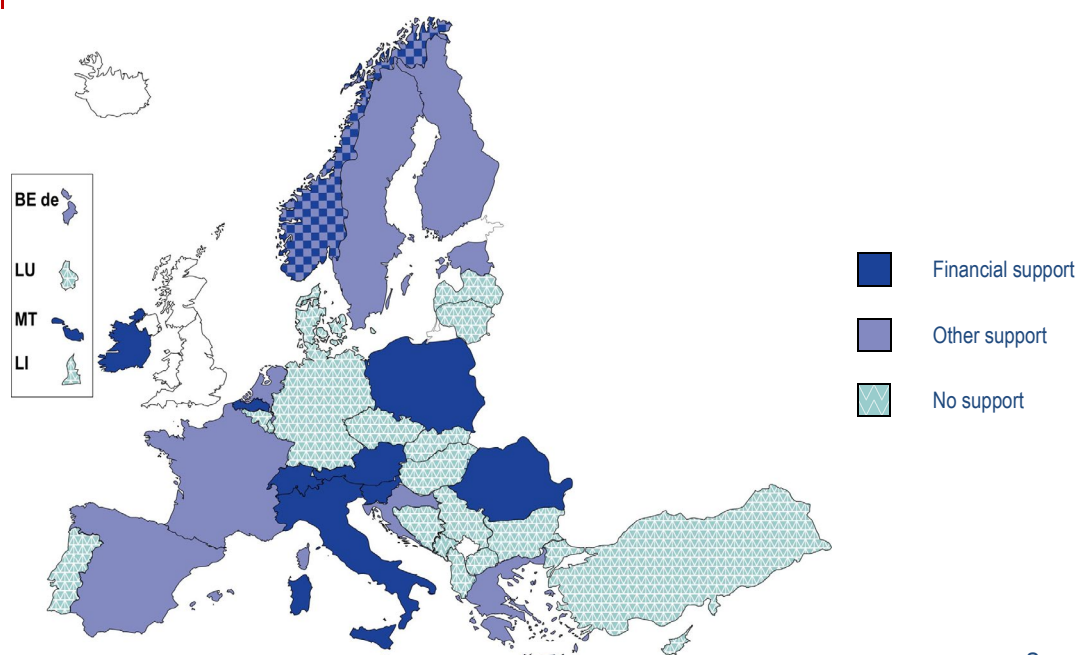 BE de
LU
MT
LI
Financial support
Other support
No support